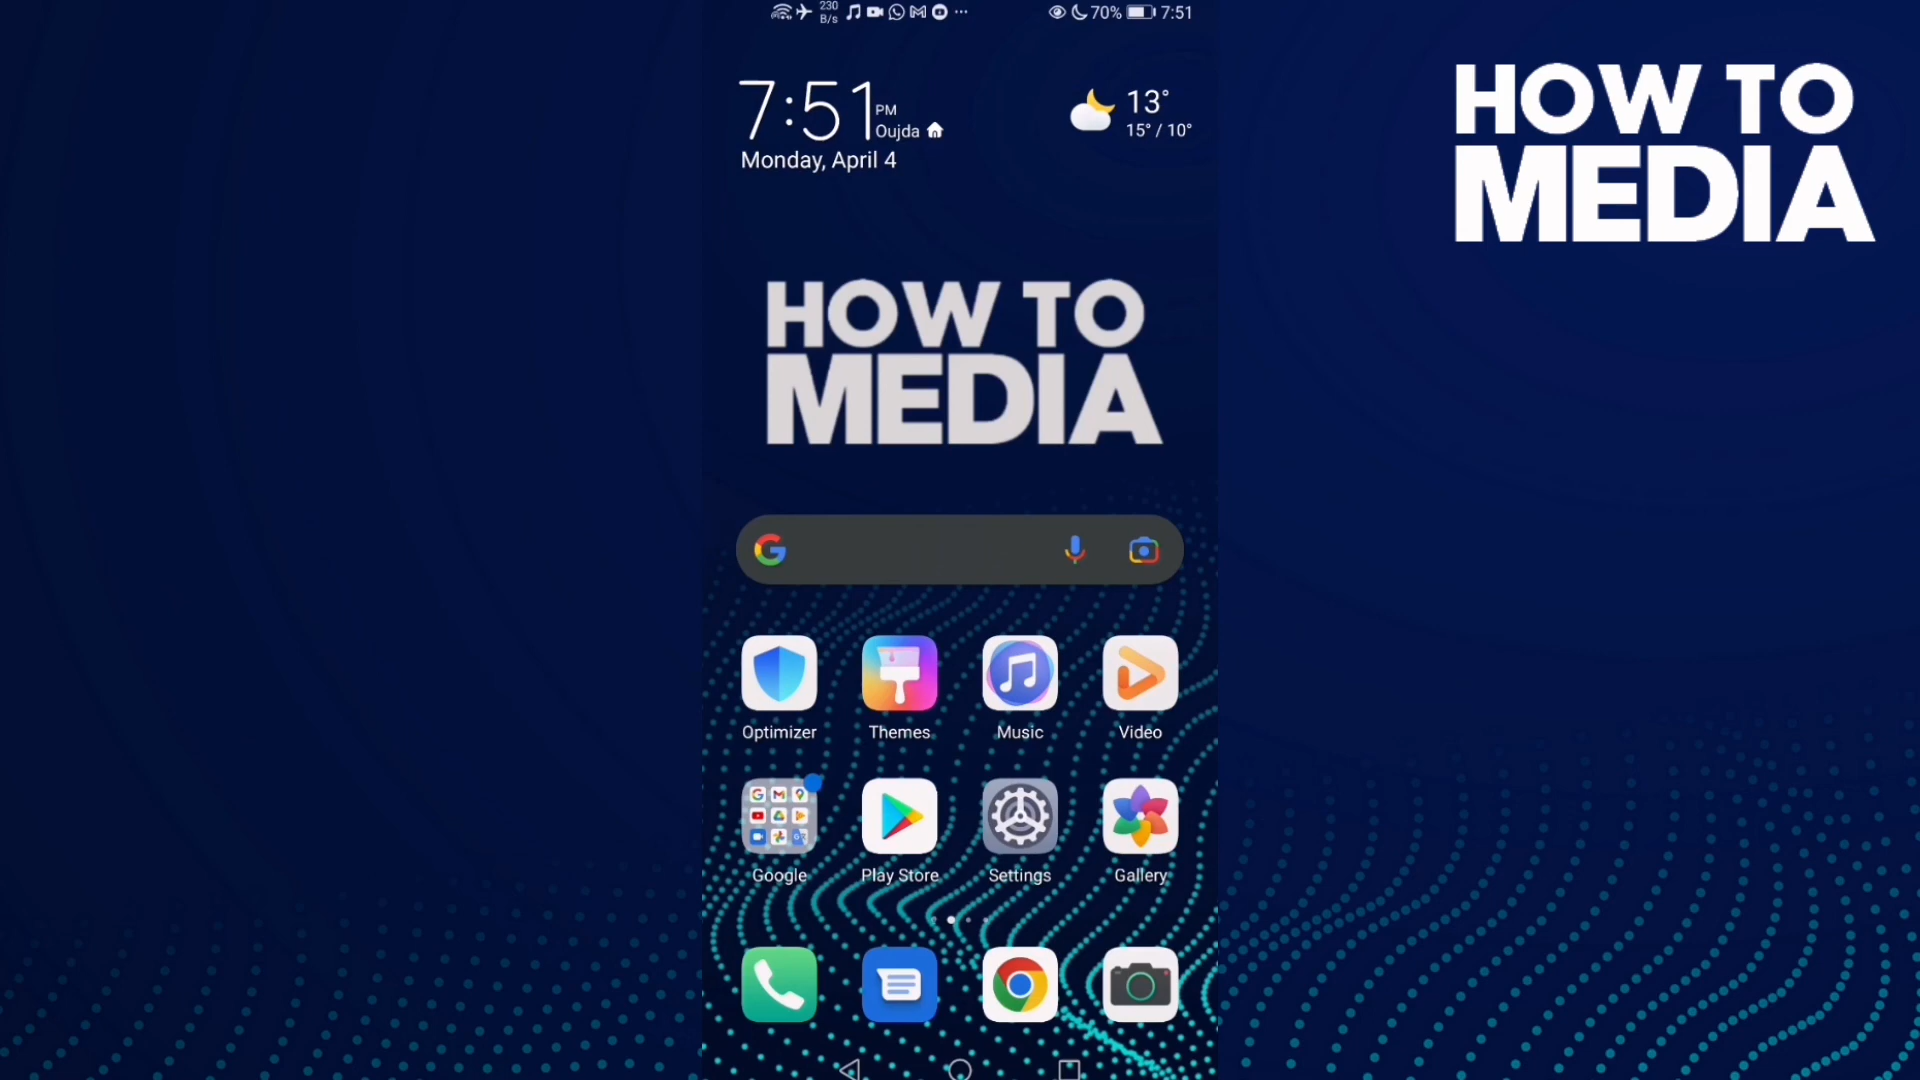 230
B/s
70%
7:51
7:51
PM
Oujda
Monday, April 4
13°
15° / 10°
HOW TO
MEDIA
HOW TO
MEDIA
Optimizer
Themes
Music
Video
Google
Play Store
Settings
Gallery